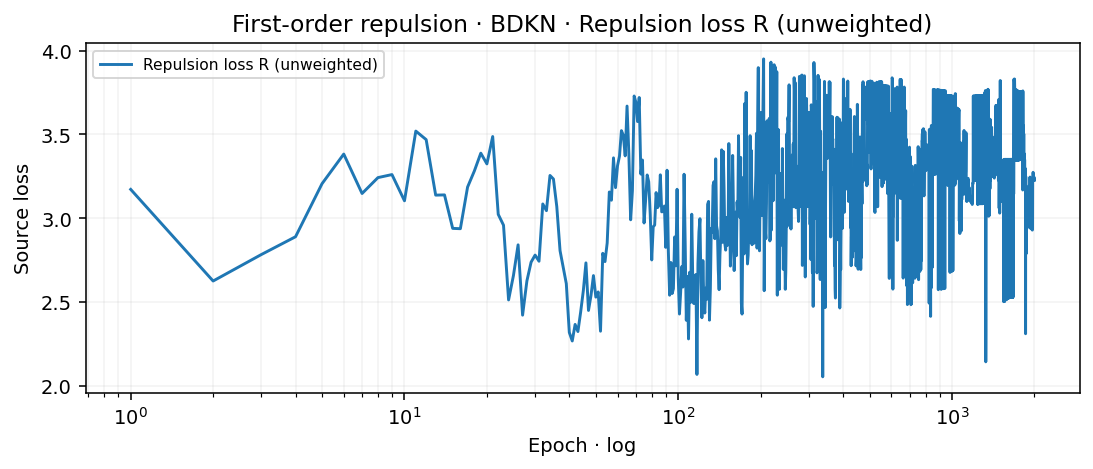 First-order repulsion · BDKN · Repulsion loss R (unweighted)
Repulsion loss R (unweighted)
Source loss
4.0
3.5
3.0
2.5
2.0
10⁰
10¹
10²
10³
Epoch · log